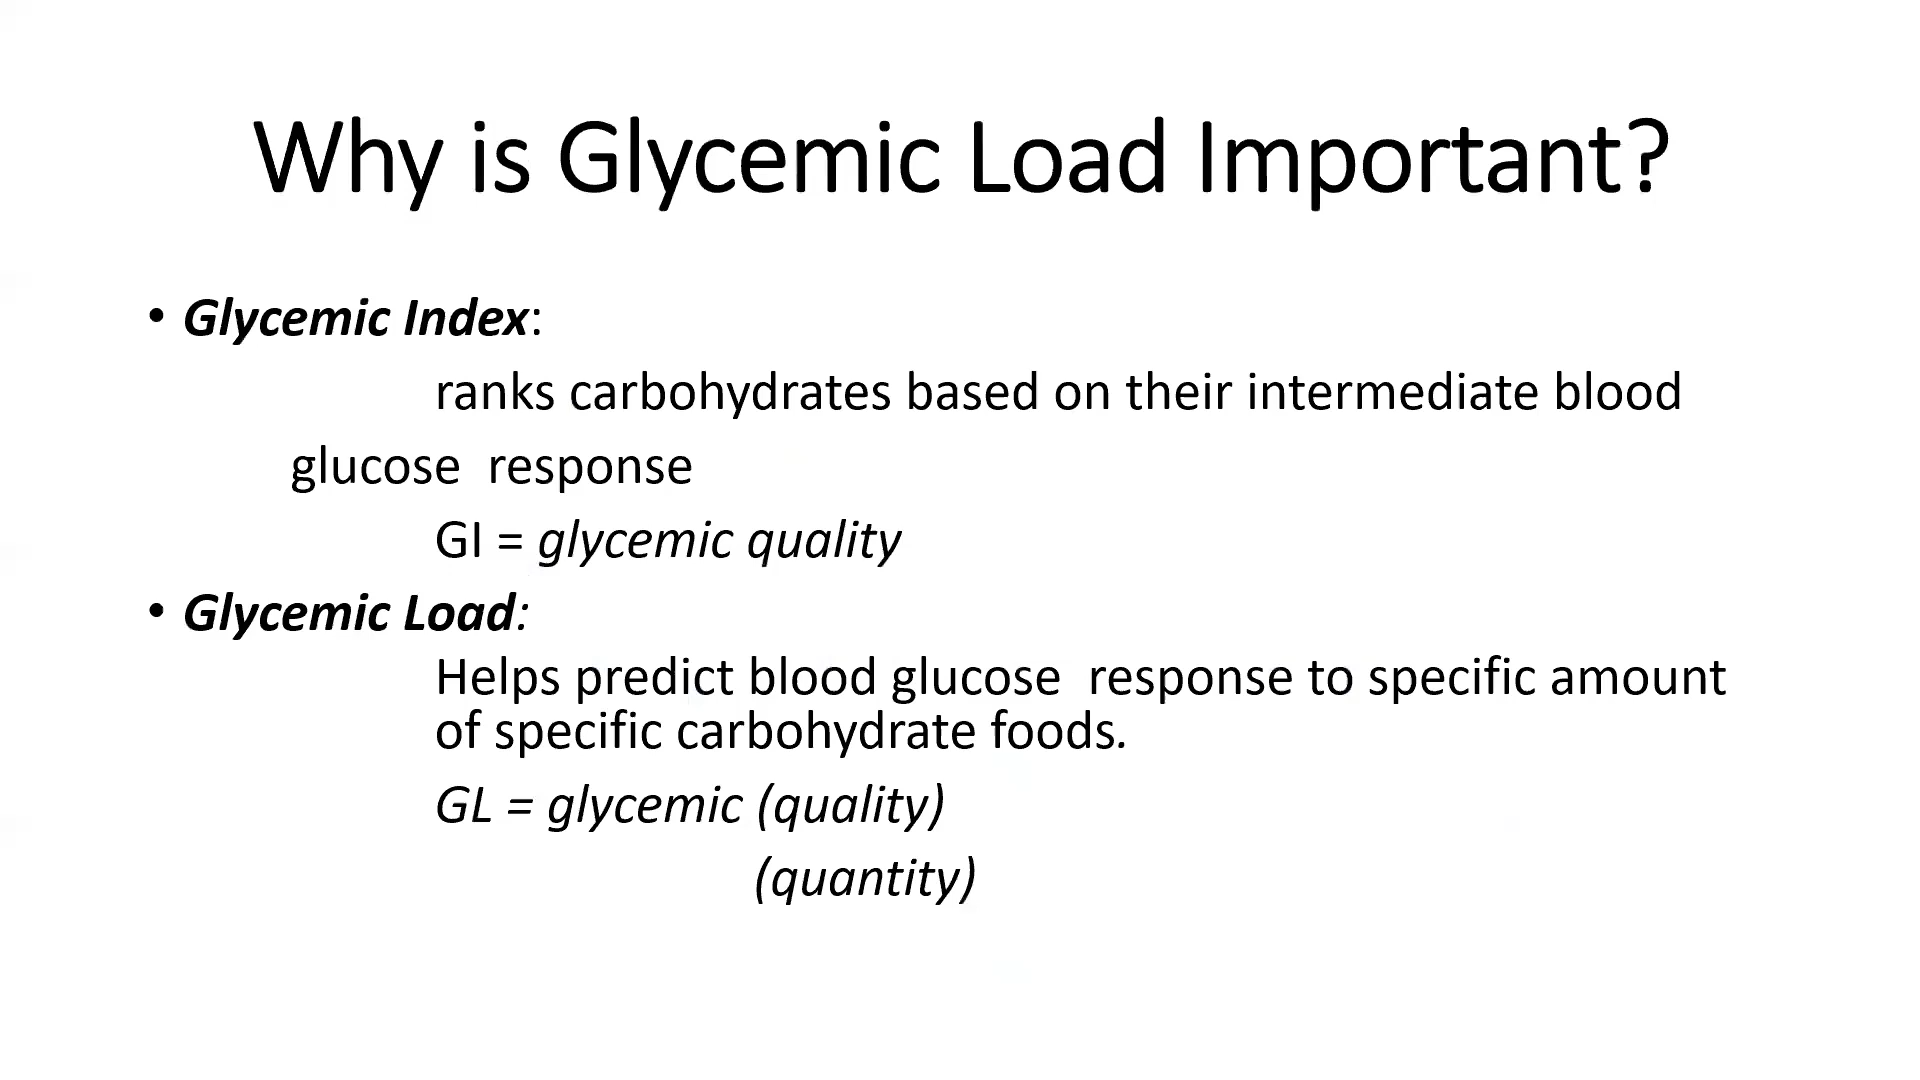 Why is Glycemic Load Important?
• Glycemic Index:
ranks carbohydrates based on their intermediate blood
glucose  response
GI = glycemic quality
• Glycemic Load:
Helps predict blood glucose  response to specific amount
of specific carbohydrate foods.
GL = glycemic (quality)
(quantity)